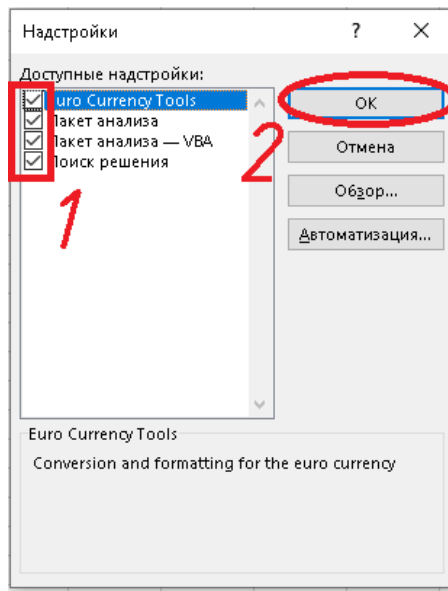 Надстройки ? ×
Доступные надстройки:
Euro Currency Tools
Пакет анализа
Пакет анализа — VBA
Поиск решения
1
2
ОК
Отмена
Обзор...
Автоматизация...
Euro Currency Tools
Conversion and formatting for the euro currency